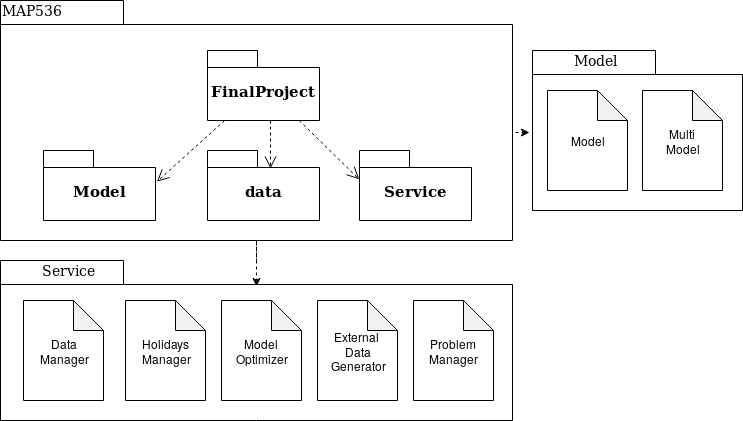 MAP536
FinalProject
Model
data
Service
Model
Model
Multi
Model
Service
Data
Manager
Holidays
Manager
Model
Optimizer
External
Data
Generator
Problem
Manager